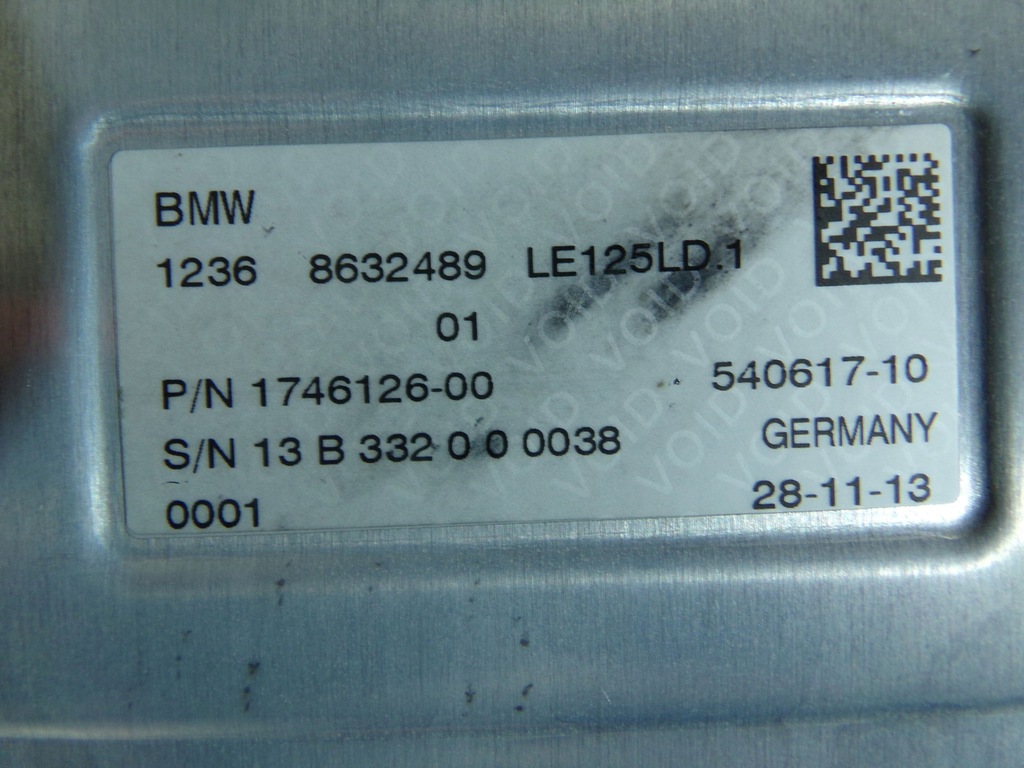 BMW
1236 8632489 LE125LD.1
01
P/N 1746126-00 540617-10
S/N 13 B 332 0 0 0038 GERMANY
0001 28-11-13